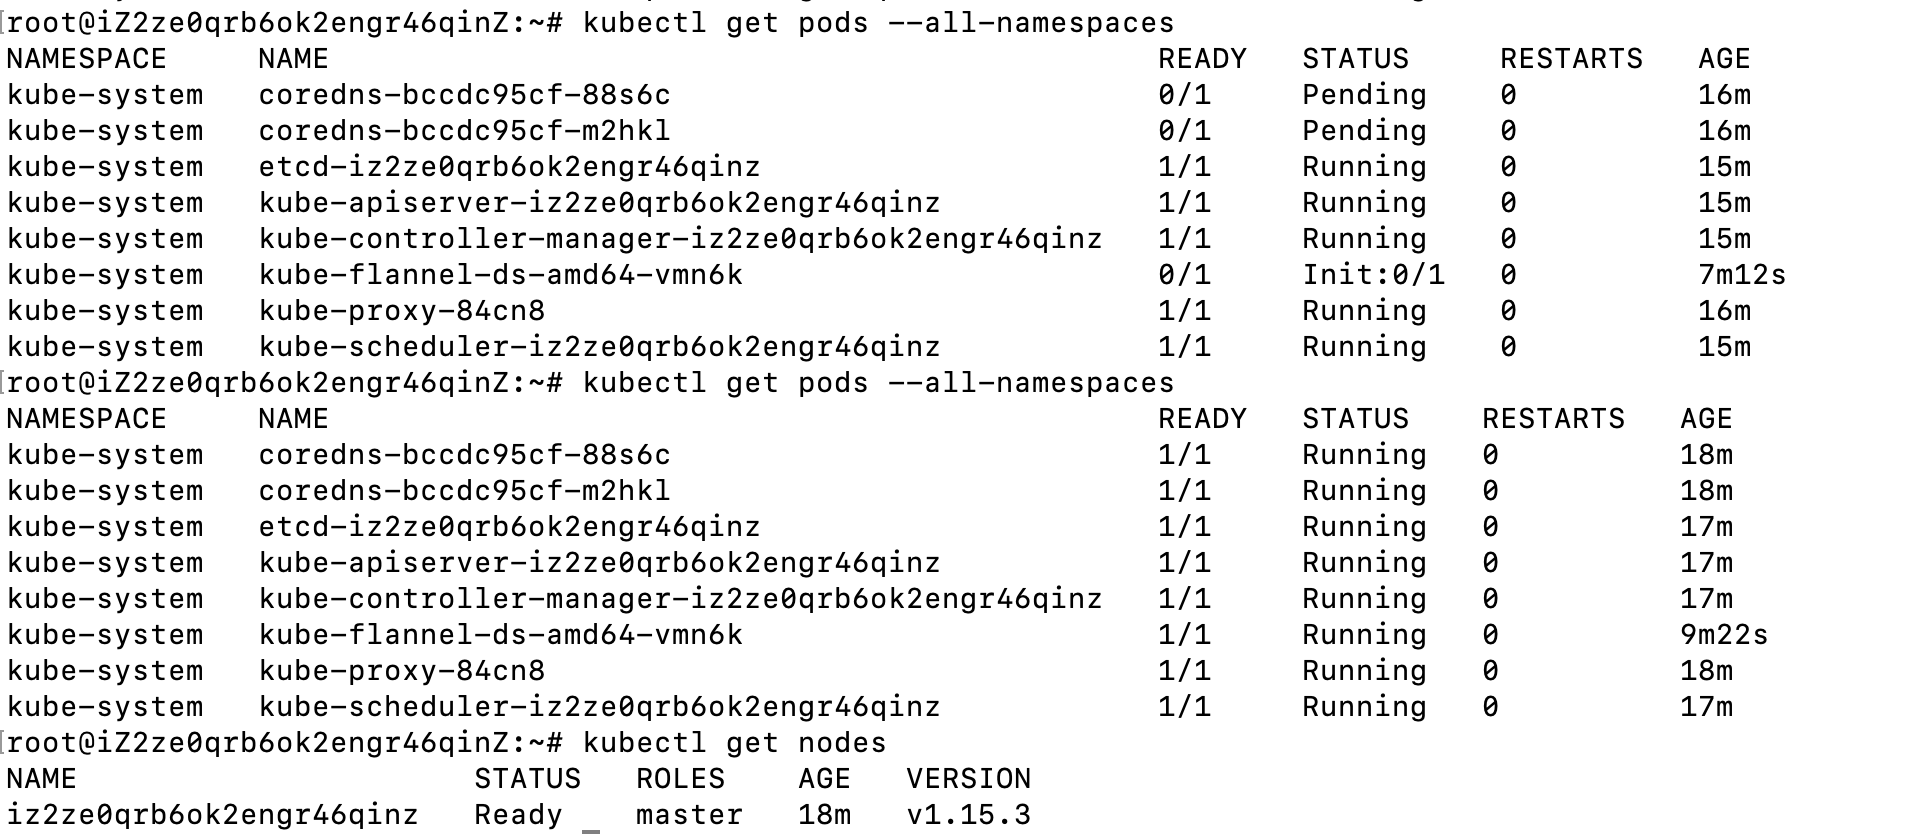 [root@iZ2ze0qrb6ok2engr46qinZ:~# kubectl get pods --all-namespaces
NAMESPACE     NAME                                              READY   STATUS     RESTARTS   AGE
kube-system   coredns-bccdc95cf-88s6c                           0/1     Pending    0          16m
kube-system   coredns-bccdc95cf-m2hkl                           0/1     Pending    0          16m
kube-system   etcd-iz2ze0qrb6ok2engr46qinz                      1/1     Running    0          15m
kube-system   kube-apiserver-iz2ze0qrb6ok2engr46qinz            1/1     Running    0          15m
kube-system   kube-controller-manager-iz2ze0qrb6ok2engr46qinz   1/1     Running    0          15m
kube-system   kube-flannel-ds-amd64-vmn6k                       0/1     Init:0/1   0          7m12s
kube-system   kube-proxy-84cn8                                  1/1     Running    0          16m
kube-system   kube-scheduler-iz2ze0qrb6ok2engr46qinz            1/1     Running    0          15m
[root@iZ2ze0qrb6ok2engr46qinZ:~# kubectl get pods --all-namespaces
NAMESPACE     NAME                                              READY   STATUS    RESTARTS   AGE
kube-system   coredns-bccdc95cf-88s6c                           1/1     Running   0          18m
kube-system   coredns-bccdc95cf-m2hkl                           1/1     Running   0          18m
kube-system   etcd-iz2ze0qrb6ok2engr46qinz                      1/1     Running   0          17m
kube-system   kube-apiserver-iz2ze0qrb6ok2engr46qinz            1/1     Running   0          17m
kube-system   kube-controller-manager-iz2ze0qrb6ok2engr46qinz   1/1     Running   0          17m
kube-system   kube-flannel-ds-amd64-vmn6k                       1/1     Running   0          9m22s
kube-system   kube-proxy-84cn8                                  1/1     Running   0          18m
kube-system   kube-scheduler-iz2ze0qrb6ok2engr46qinz            1/1     Running   0          17m
[root@iZ2ze0qrb6ok2engr46qinZ:~# kubectl get nodes
NAME                      STATUS   ROLES    AGE   VERSION
iz2ze0qrb6ok2engr46qinz   Ready    master   18m   v1.15.3